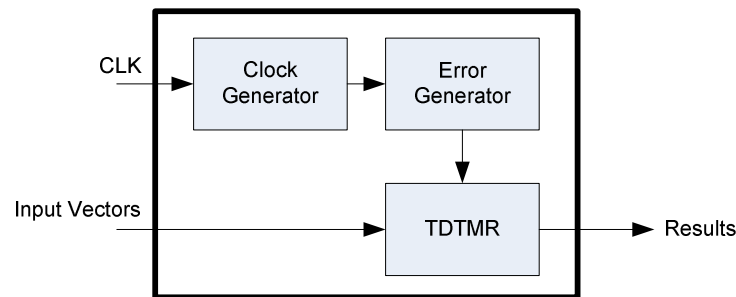 CLK
Clock
Generator
Error
Generator
Input Vectors
TDTMR
Results